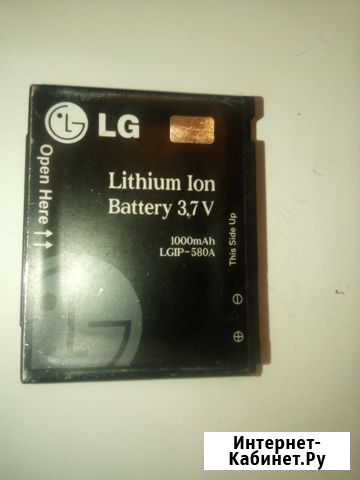 LG
Open Here ↑↑
Lithium Ion
Battery 3,7 V
1000mAh
LGIP-580A
This Side Up
⊖
⊕
Интернет-
Кабинет.Ру